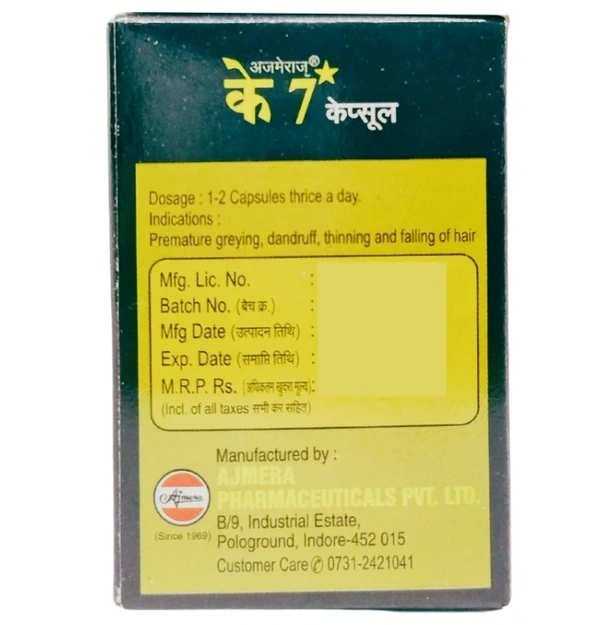 अजमेराज®
के 7 केप्सूल
Dosage : 1-2 Capsules thrice a day.
Indications :
Premature greying, dandruff, thinning and falling of hair
Mfg. Lic. No. :
Batch No. (बैच क्र.) :
Mfg Date (उत्पादन तिथि) :
Exp. Date (समाप्ति तिथि) :
M.R.P. Rs. (अधिकतम खुदरा मूल्य):
(Incl. of all taxes सभी कर सहित)
Manufactured by :
AJMERA
PHARMACEUTICALS PVT. LTD.
Ajmera
B/9, Industrial Estate,
(Since 1969) Pologround, Indore-452 015
Customer Care✆ 0731-2421041